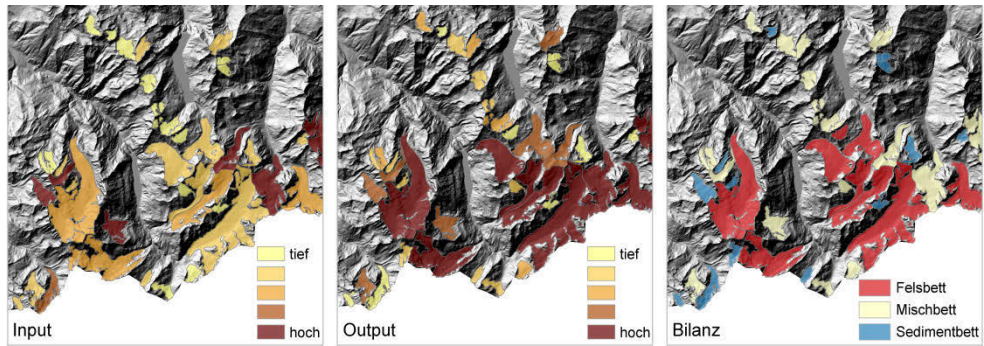 tief
hoch
Input
tief
hoch
Output
Felsbett
Mischbett
Sedimentbett
Bilanz